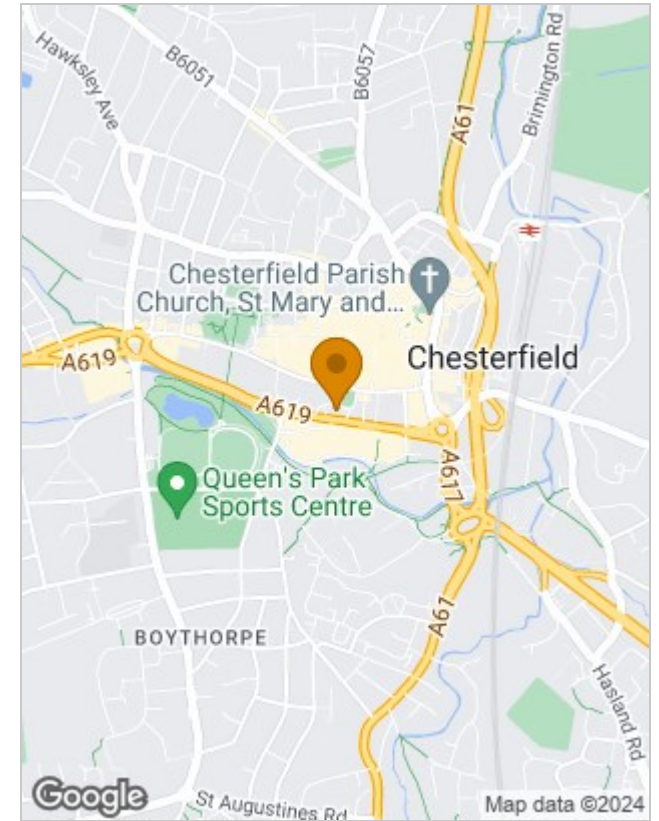 Hawksley Ave
B6051
B6057
A61
Brimington Rd
Chesterfield Parish
Church, St Mary and...
Chesterfield
A619
A619
A617
Queen's Park
Sports Centre
BOYTHORPE
A61
Hasland Rd
St Augustines Rd
Google
Map data ©2024